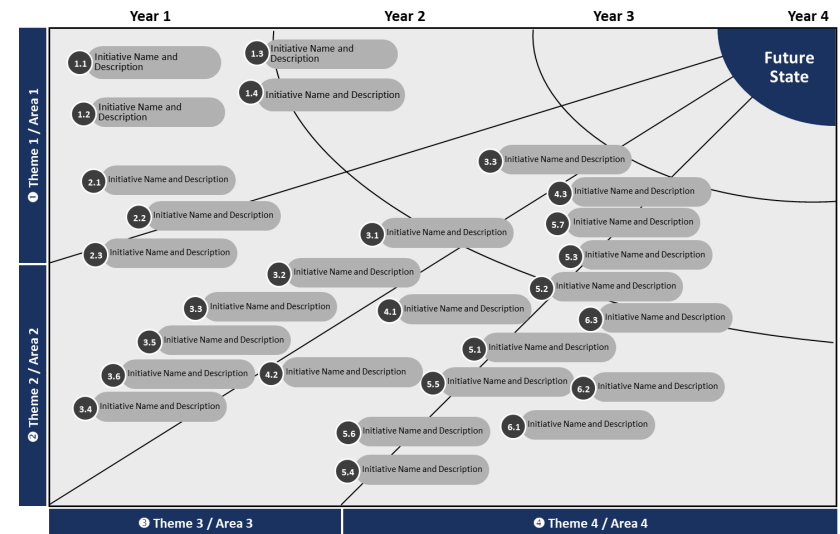 Year 1
Year 2
Year 3
Year 4
Future
State
❶ Theme 1 / Area 1
❷ Theme 2 / Area 2
❸ Theme 3 / Area 3
❹ Theme 4 / Area 4
1.1 Initiative Name and
Description
1.2 Initiative Name and
Description
1.3 Initiative Name and
Description
1.4 Initiative Name and Description
2.1 Initiative Name and Description
2.2 Initiative Name and Description
2.3 Initiative Name and Description
3.3 Initiative Name and Description
4.3 Initiative Name and Description
5.7 Initiative Name and Description
3.1 Initiative Name and Description
5.3 Initiative Name and Description
3.2 Initiative Name and Description
5.2 Initiative Name and Description
3.3 Initiative Name and Description
4.1 Initiative Name and Description
6.3 Initiative Name and Description
3.5 Initiative Name and Description
5.1 Initiative Name and Description
3.6 Initiative Name and Description
4.2 Initiative Name and Description
5.5 Initiative Name and Description
6.2 Initiative Name and Description
3.4 Initiative Name and Description
5.6 Initiative Name and Description
6.1 Initiative Name and Description
5.4 Initiative Name and Description